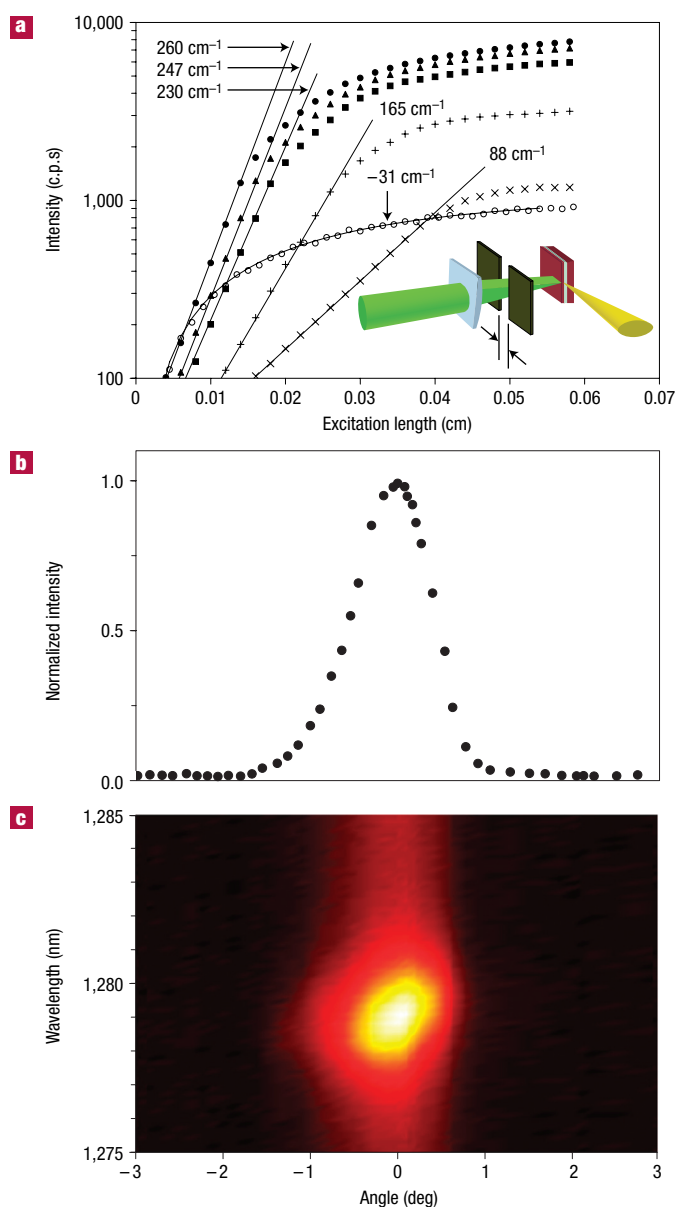 a
10,000
1,000
100
Intensity (c.p.s)
260 cm⁻¹
247 cm⁻¹
230 cm⁻¹
165 cm⁻¹
88 cm⁻¹
−31 cm⁻¹
0 0.01 0.02 0.03 0.04 0.05 0.06 0.07
Excitation length (cm)
b
1.0
0.5
0.0
Normalized intensity
c
1,285
1,280
1,275
Wavelength (nm)
−3 −2 −1 0 1 2 3
Angle (deg)